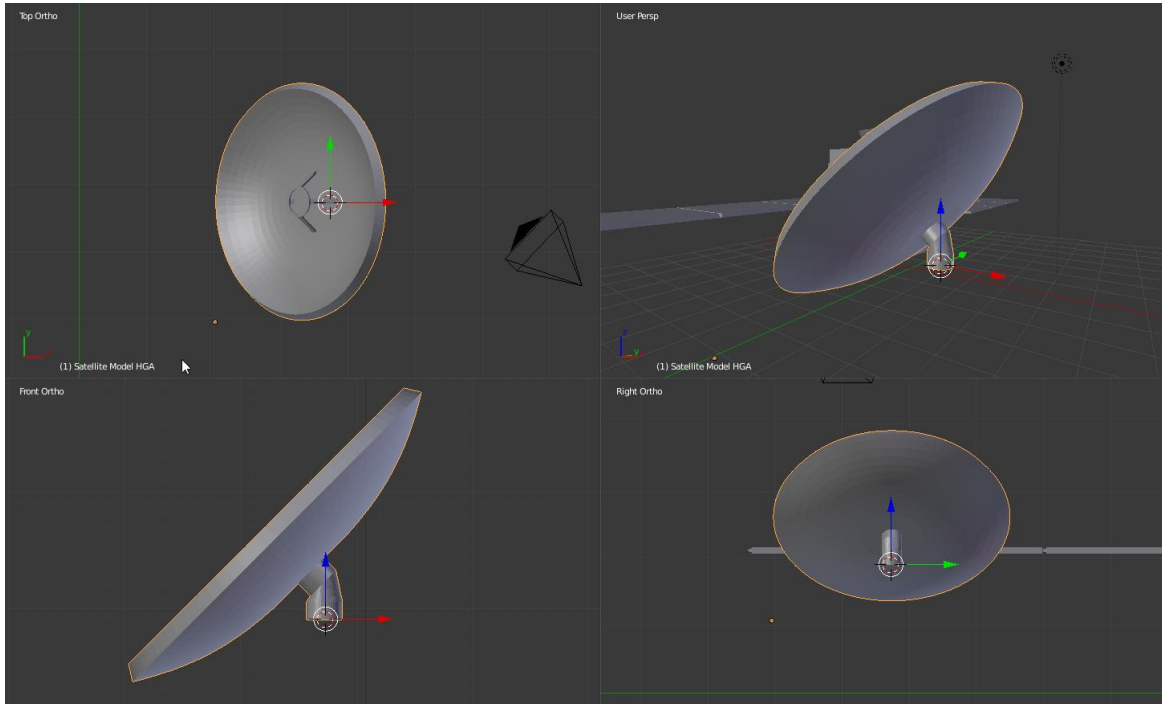 Top Ortho
User Persp
y
(1) Satellite Model HGA
z
y
(1) Satellite Model HGA
Front Ortho
Right Ortho